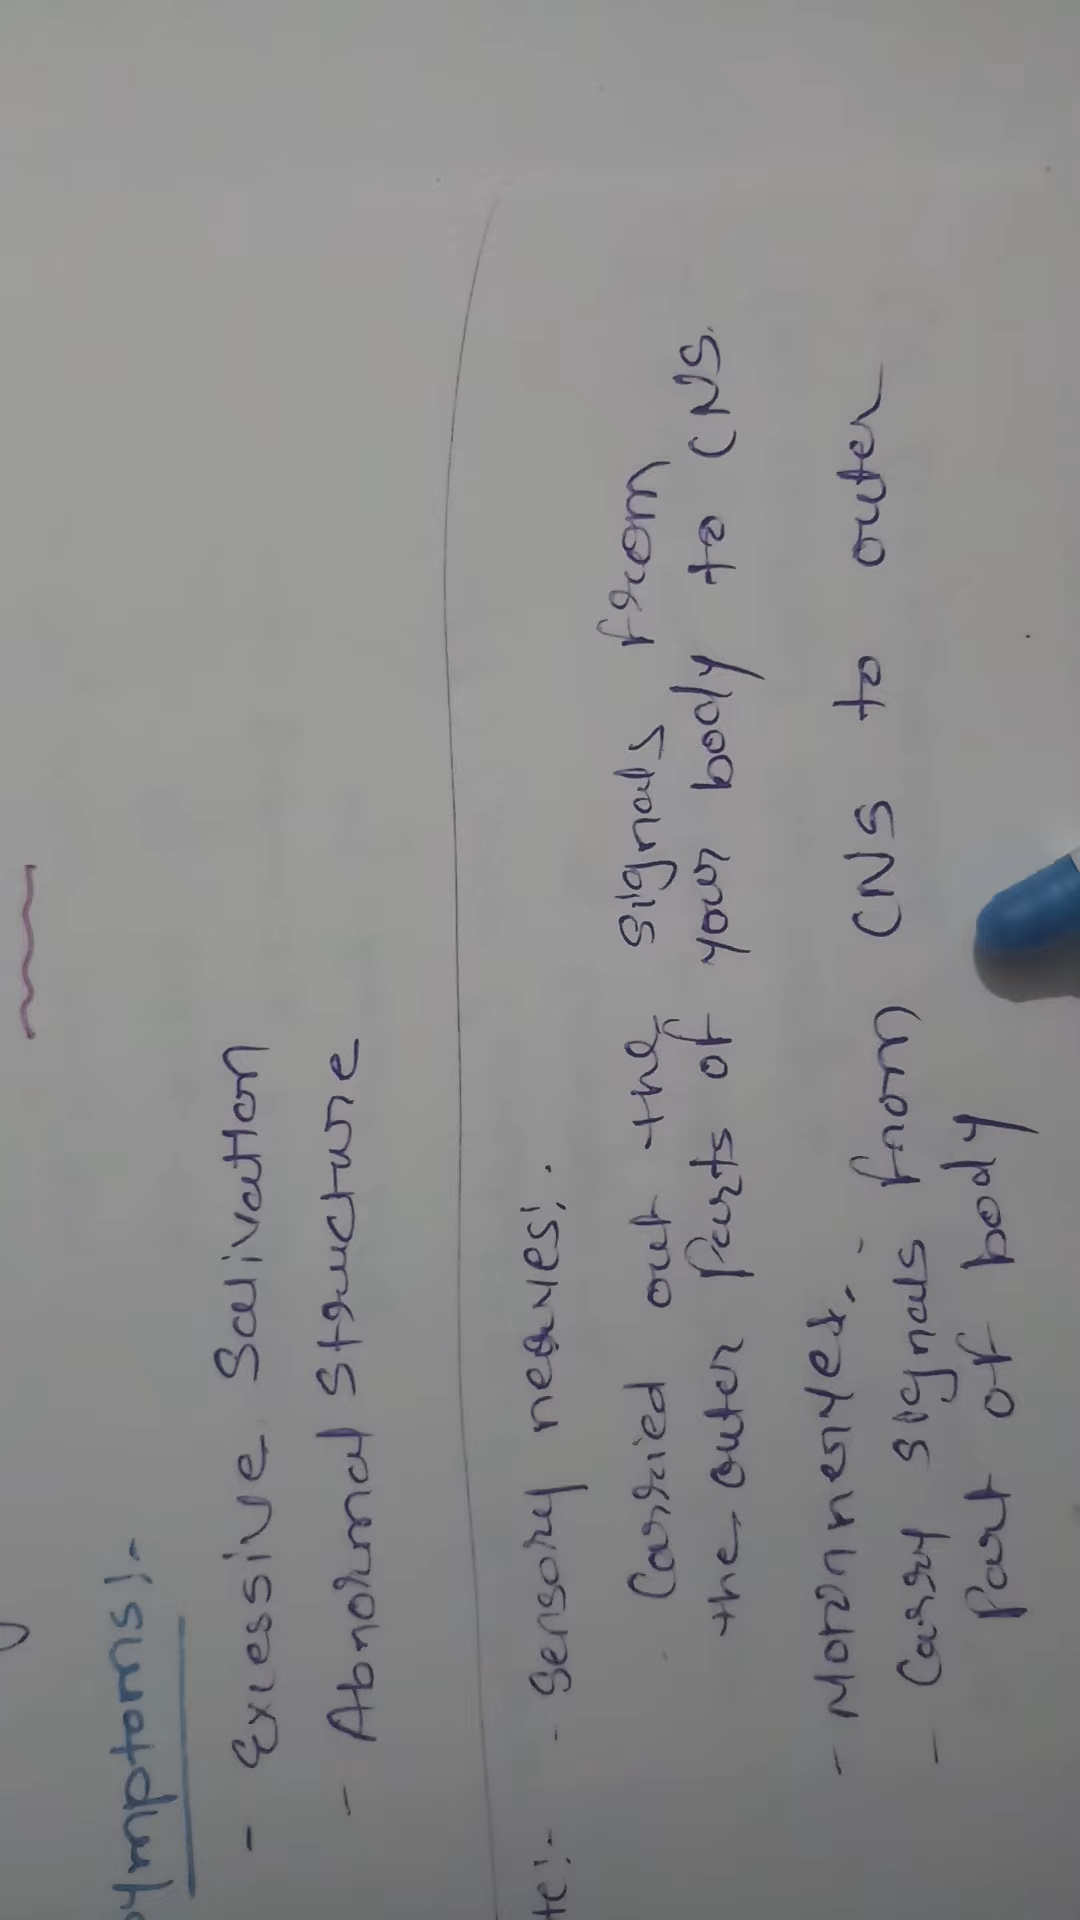 ymptoms:-
- Exessive Salivation
- Abnormal Structure
te:- - Sensory nerves:.
Carried out the signals from
the outer Parts of your body to CNS.
- Motor nerves.-
- Carry signals from CNS to outer
Part of body